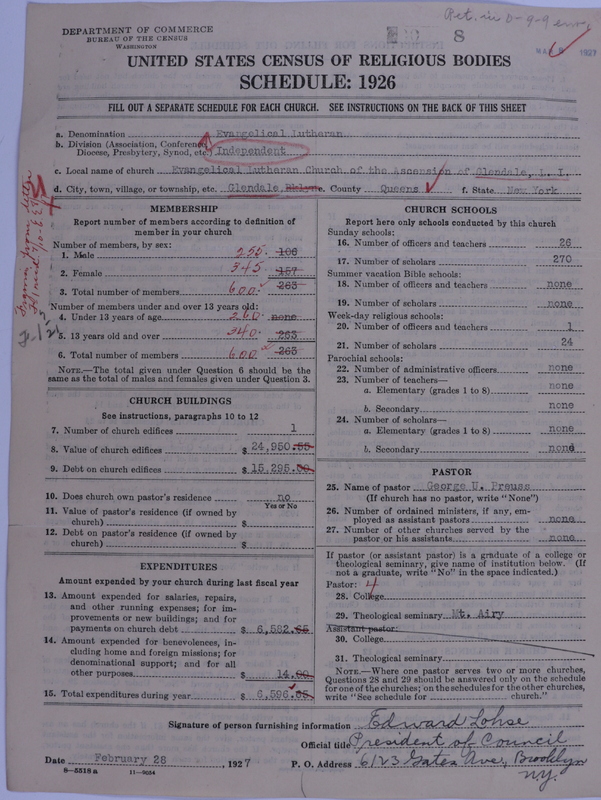 Ret. in D-9-9
DEPARTMENT OF COMMERCE
BUREAU OF THE CENSUS
WASHINGTON
8
MAR 1927
UNITED STATES CENSUS OF RELIGIOUS BODIES
SCHEDULE: 1926
FILL OUT A SEPARATE SCHEDULE FOR EACH CHURCH. SEE INSTRUCTIONS ON THE BACK OF THIS SHEET
a. Denomination Evangelical Lutheran
b. Division (Association, Conference,
Diocese, Presbytery, Synod, etc.) Independent
c. Local name of church Evangelical Lutheran Church of the Ascension of Glendale, L. I.
d. City, town, village, or township, etc. Glendale e. County Queens f. State New York
MEMBERSHIP
Report number of members according to definition of
member in your church
Number of members, by sex:
1. Male 255 106
2. Female 345 157
3. Total number of members 600 263
Number of members under and over 13 years old:
4. Under 13 years of age 260 none
5. 13 years old and over 340 263
6. Total number of members 600 263
NOTE.—The total given under Question 6 should be the
same as the total of males and females given under Question 3.
CHURCH BUILDINGS
See instructions, paragraphs 10 to 12
7. Number of church edifices 1
8. Value of church edifices $ 24,950.
9. Debt on church edifices $ 15,295.
10. Does church own pastor's residence no
Yes or No
11. Value of pastor's residence (if owned by
church) $
12. Debt on pastor's residence (if owned by
church) $
EXPENDITURES
Amount expended by your church during last fiscal year
13. Amount expended for salaries, repairs,
and other running expenses; for im-
provements or new buildings; and for
payments on church debt $ 6,582.
14. Amount expended for benevolences, in-
cluding home and foreign missions; for
denominational support; and for all
other purposes $ 14.
15. Total expenditures during year $ 6,596.
CHURCH SCHOOLS
Report here only schools conducted by this church
Sunday schools:
16. Number of officers and teachers 26
17. Number of scholars 270
Summer vacation Bible schools:
18. Number of officers and teachers none
19. Number of scholars none
Week-day religious schools:
20. Number of officers and teachers 1
21. Number of scholars 24
Parochial schools:
22. Number of administrative officers none
23. Number of teachers—
a. Elementary (grades 1 to 8) none
b. Secondary none
24. Number of scholars—
a. Elementary (grades 1 to 8) none
b. Secondary none
PASTOR
25. Name of pastor George U. Preuss
(If church has no pastor, write "None")
26. Number of ordained ministers, if any, em-
ployed as assistant pastors none
27. Number of other churches served by the
pastor or his assistants none
If pastor (or assistant pastor) is a graduate of a college or
theological seminary, give name of institution below. (If
not a graduate, write "No" in the space indicated.)
Pastor: 4
28. College
29. Theological seminary Mt. Airy
Assistant pastor:
30. College
31. Theological seminary
NOTE.—Where one pastor serves two or more churches,
Questions 28 and 29 should be answered only on the schedule
for one of the churches; on the schedules for the other churches,
write "See schedule for church."
Signature of person furnishing information Edward Lohse
Official title President of Council
Date February 28, 1927 P. O. Address 6123 Gates Ave, Brooklyn
N.Y.
8—5518 a 11—9054